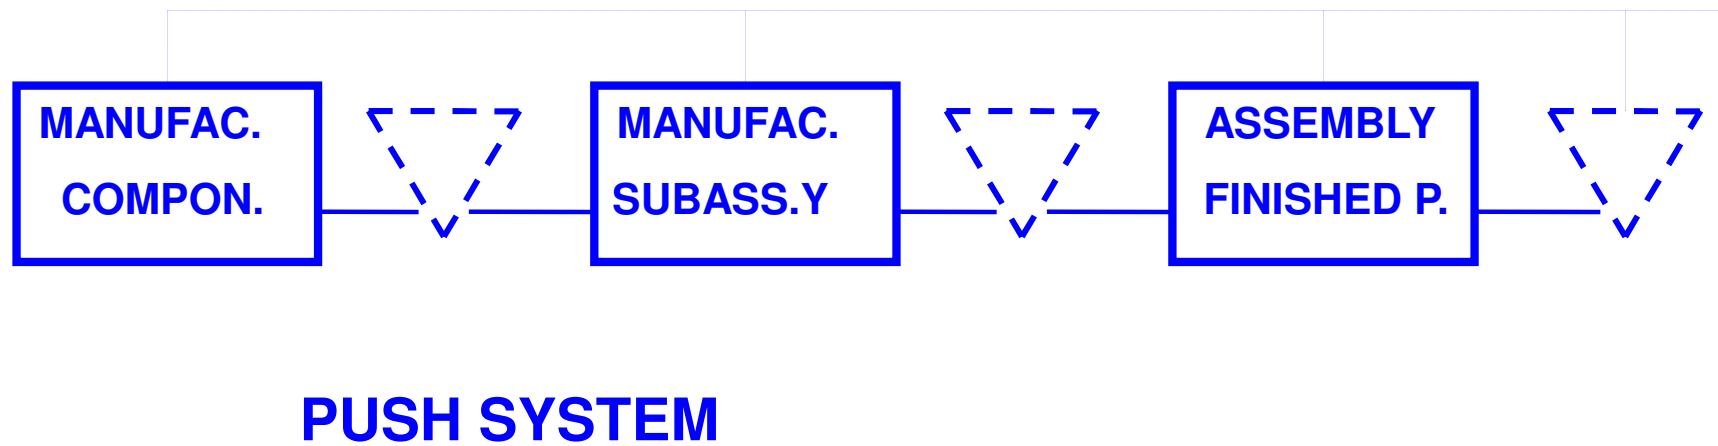 MANUFAC.
COMPON.
MANUFAC.
SUBASS.Y
ASSEMBLY
FINISHED P.
PUSH SYSTEM